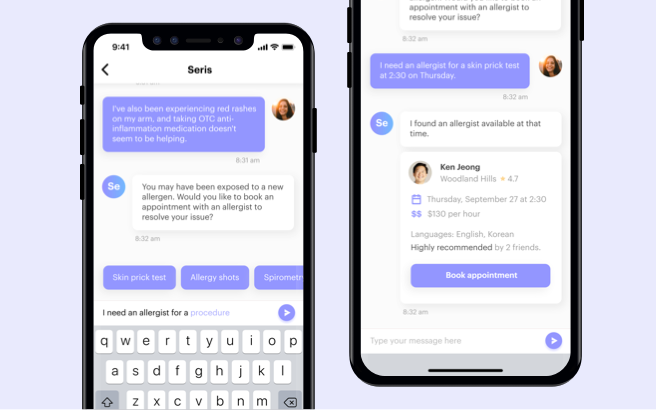 9:41
Seris
I've also been experiencing red rashes
on my arm, and taking OTC anti-
inflammation medication doesn't
seem to be helping.
8:31 am
Se
You may have been exposed to a new
allergen. Would you like to book an
appointment with an allergist to
resolve your issue?
8:32 am
Skin prick test
Allergy shots
Spirometr
I need an allergist for a procedure
q w e r t y u i o p
a s d f g h j k l
z x c v b n m
appointment with an allergist to
resolve your issue?
8:32 am
I need an allergist for a skin prick test
at 2:30 on Thursday.
8:32 am
Se
I found an allergist available at that
time.
Ken Jeong
Woodland Hills ★ 4.7
Thursday, September 27 at 2:30
$$ $130 per hour
Languages: English, Korean
Highly recommended by 2 friends.
Book appointment
8:32 am
Type your message here